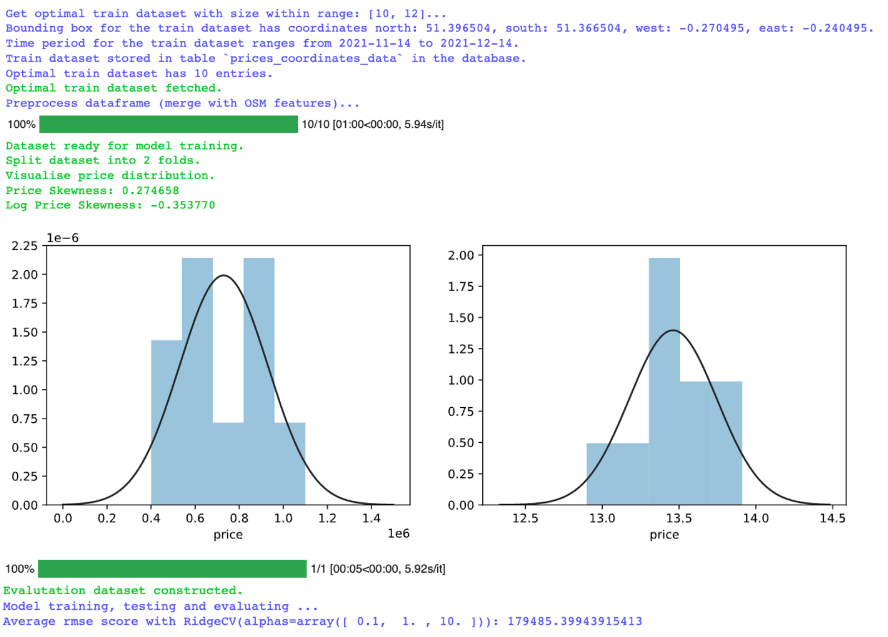 Get optimal train dataset with size within range: [10, 12]...
Bounding box for the train dataset has coordinates north: 51.396504, south: 51.366504, west: -0.270495, east: -0.240495.
Time period for the train dataset ranges from 2021-11-14 to 2021-12-14.
Train dataset stored in table `prices_coordinates_data` in the database.
Optimal train dataset has 10 entries.
Optimal train dataset fetched.
Preprocess dataframe (merge with OSM features)...
100% 10/10 [01:00<00:00, 5.94s/it]
Dataset ready for model training.
Split dataset into 2 folds.
Visualise price distribution.
Price Skewness: 0.274658
Log Price Skewness: -0.353770
1e−6
2.25
2.00
1.75
1.50
1.25
1.00
0.75
0.50
0.25
0.00
0.0 0.2 0.4 0.6 0.8 1.0 1.2 1.4
1e6
price
2.00
1.75
1.50
1.25
1.00
0.75
0.50
0.25
0.00
12.5 13.0 13.5 14.0 14.5
price
100% 1/1 [00:05<00:00, 5.92s/it]
Evalutation dataset constructed.
Model training, testing and evaluating ...
Average rmse score with RidgeCV(alphas=array([ 0.1,  1. , 10. ])): 179485.39943915413